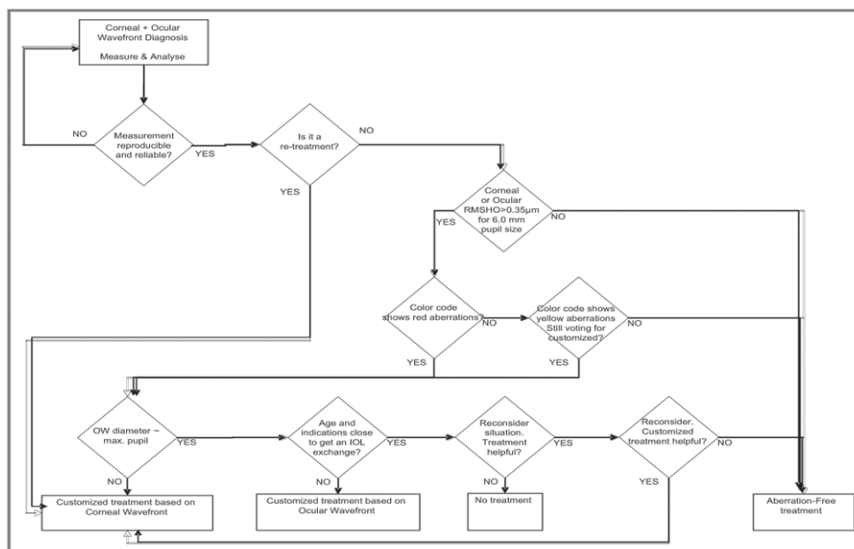 Corneal + Ocular
Wavefront Diagnosis
Measure & Analyse
NO
Measurement
reproducible
and reliable?
YES
Is it a
re-treatment?
NO
YES
Corneal
or Ocular
RMSHO>0.35µm
for 6.0 mm
pupil size
YES
NO
Color code
shows red aberrations?
NO
YES
Color code shows
yellow aberrations
Still voting for
customized?
NO
YES
OW diameter ~
max. pupil
YES
NO
Age and
indications close
to get an IOL
exchange?
YES
NO
Reconsider
situation.
Treatment
helpful?
YES
NO
Reconsider.
Customized
treatment helpful?
NO
YES
Customized treatment based on
Corneal Wavefront
Customized treatment based on
Ocular Wavefront
No treatment
Aberration-Free
treatment